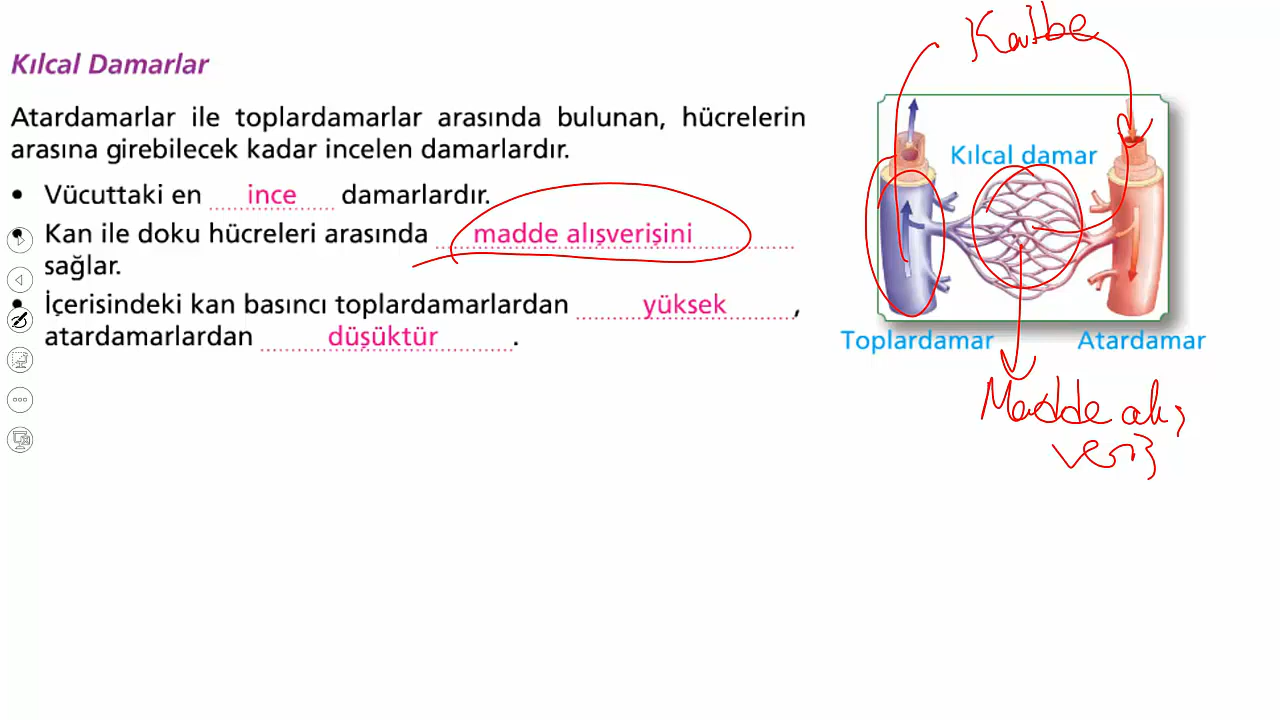 Kalbe
Kılcal Damarlar
Atardamarlar ile toplardamarlar arasında bulunan, hücrelerin
arasına girebilecek kadar incelen damarlardır.
• Vücuttaki en ince damarlardır.
• Kan ile doku hücreleri arasında madde alışverişini
sağlar.
• İçerisindeki kan basıncı toplardamarlardan yüksek,
atardamarlardan düşüktür.
Kılcal damar
Toplardamar
Atardamar
Madde alış
veriş